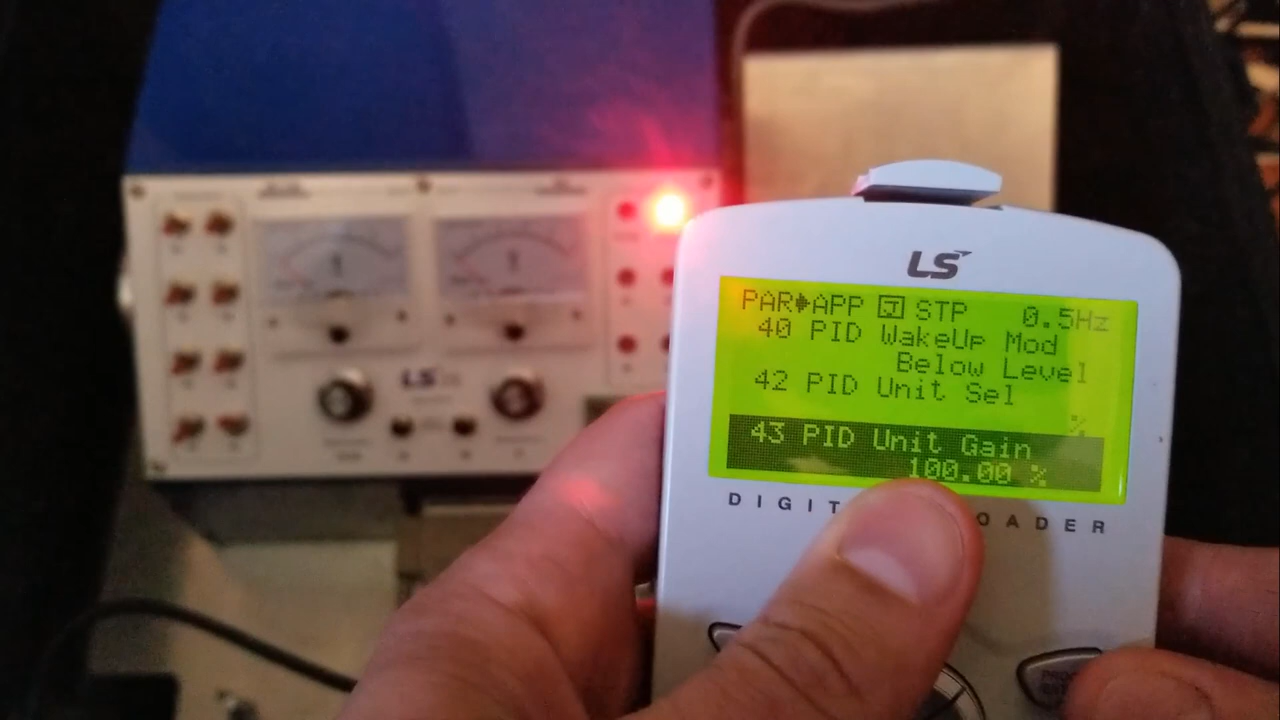 LS
PAR➧APP J STP 0.5Hz
40 PID WakeUp Mod
Below Level
42 PID Unit Sel
%
43 PID Unit Gain
100.00 %
DIGIT OADER
LS